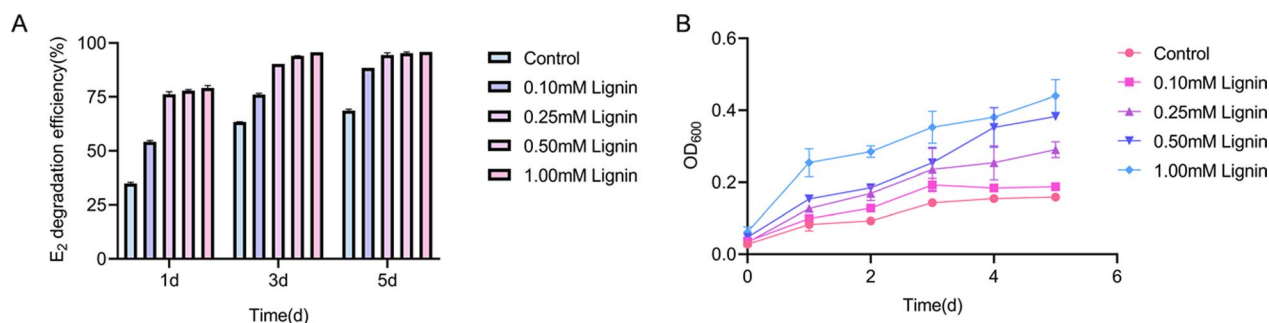 A
E₂ degradation efficiency(%)
100
75
50
25
0
1d
3d
5d
Time(d)
Control
0.10mM Lignin
0.25mM Lignin
0.50mM Lignin
1.00mM Lignin
B
OD₆₀₀
0.6
0.4
0.2
0.0
0
2
4
6
Time(d)
Control
0.10mM Lignin
0.25mM Lignin
0.50mM Lignin
1.00mM Lignin